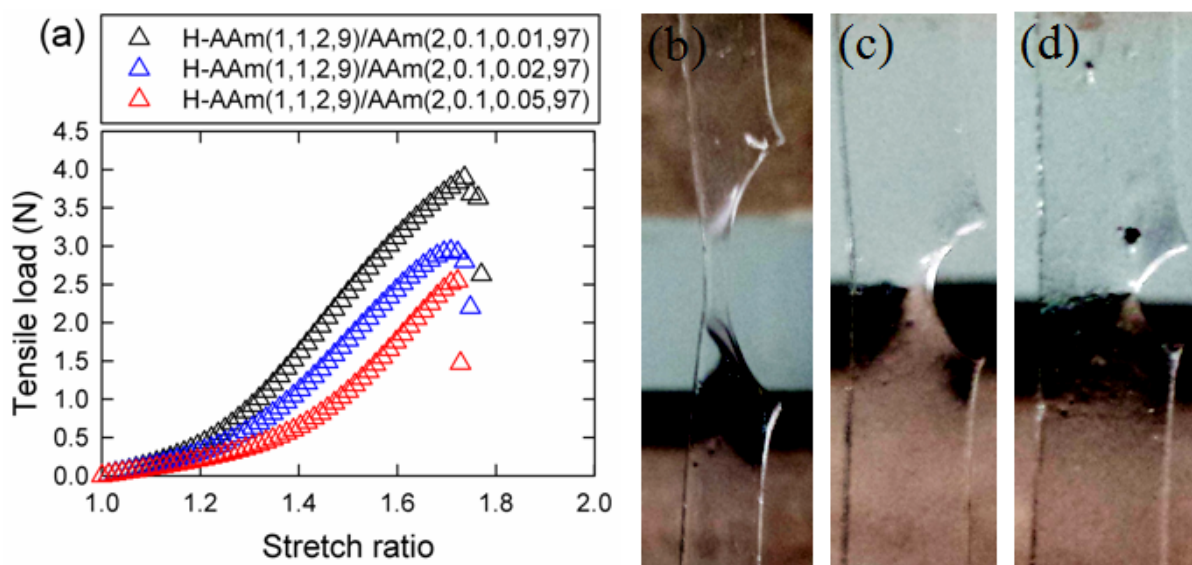 (a)
H-AAm(1,1,2,9)/AAm(2,0.1,0.01,97)
H-AAm(1,1,2,9)/AAm(2,0.1,0.02,97)
H-AAm(1,1,2,9)/AAm(2,0.1,0.05,97)
4.5
4.0
3.5
3.0
2.5
2.0
1.5
1.0
0.5
0.0
Tensile load (N)
1.0 1.2 1.4 1.6 1.8 2.0
Stretch ratio
(b)
(c)
(d)